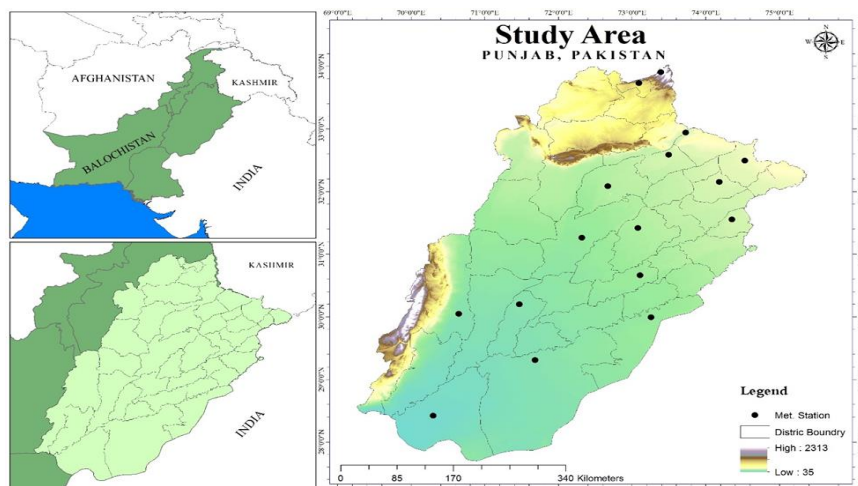 AFGHANISTAN
KASHMIR
BALOCHISTAN
INDIA
KASHMIR
INDIA
69°0'0"E 70°0'0"E 71°0'0"E 72°0'0"E 73°0'0"E 74°0'0"E 75°0'0"E
Study Area
PUNJAB, PAKISTAN
N
W E
S
34°0'0"N
33°0'0"N
32°0'0"N
31°0'0"N
30°0'0"N
29°0'0"N
28°0'0"N
Legend
Met. Station
Distric Boundry
High : 2313
Low : 35
0 85 170 340 Kilometers